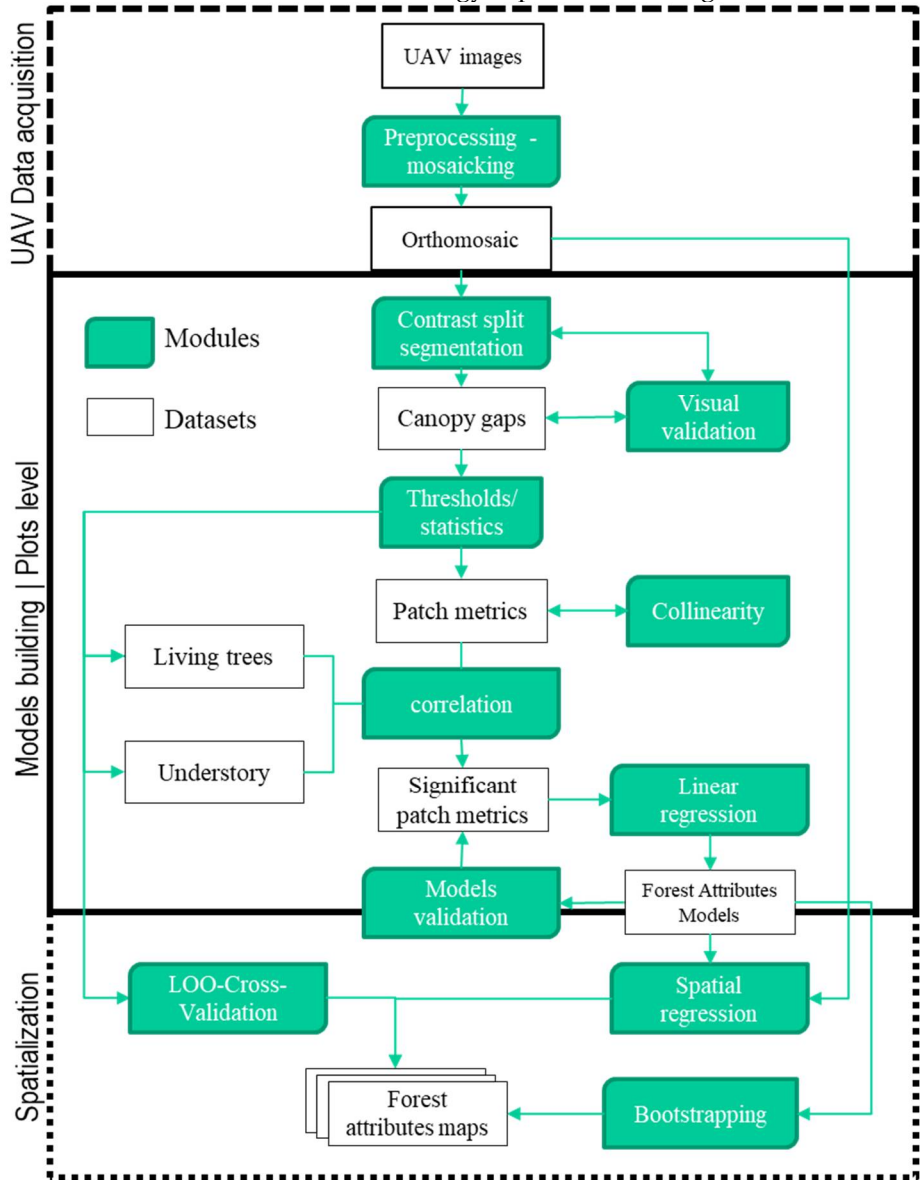 UAV Data acquisition
UAV images
Preprocessing -
mosaicking
Orthomosaic
Models building | Plots level
Modules
Datasets
Contrast split
segmentation
Canopy gaps
Visual
validation
Thresholds/
statistics
Patch metrics
Collinearity
Living trees
correlation
Understory
Significant
patch metrics
Linear
regression
Models
validation
Forest Attributes
Models
Spatialization
LOO-Cross-
Validation
Spatial
regression
Forest
attributes maps
Bootstrapping